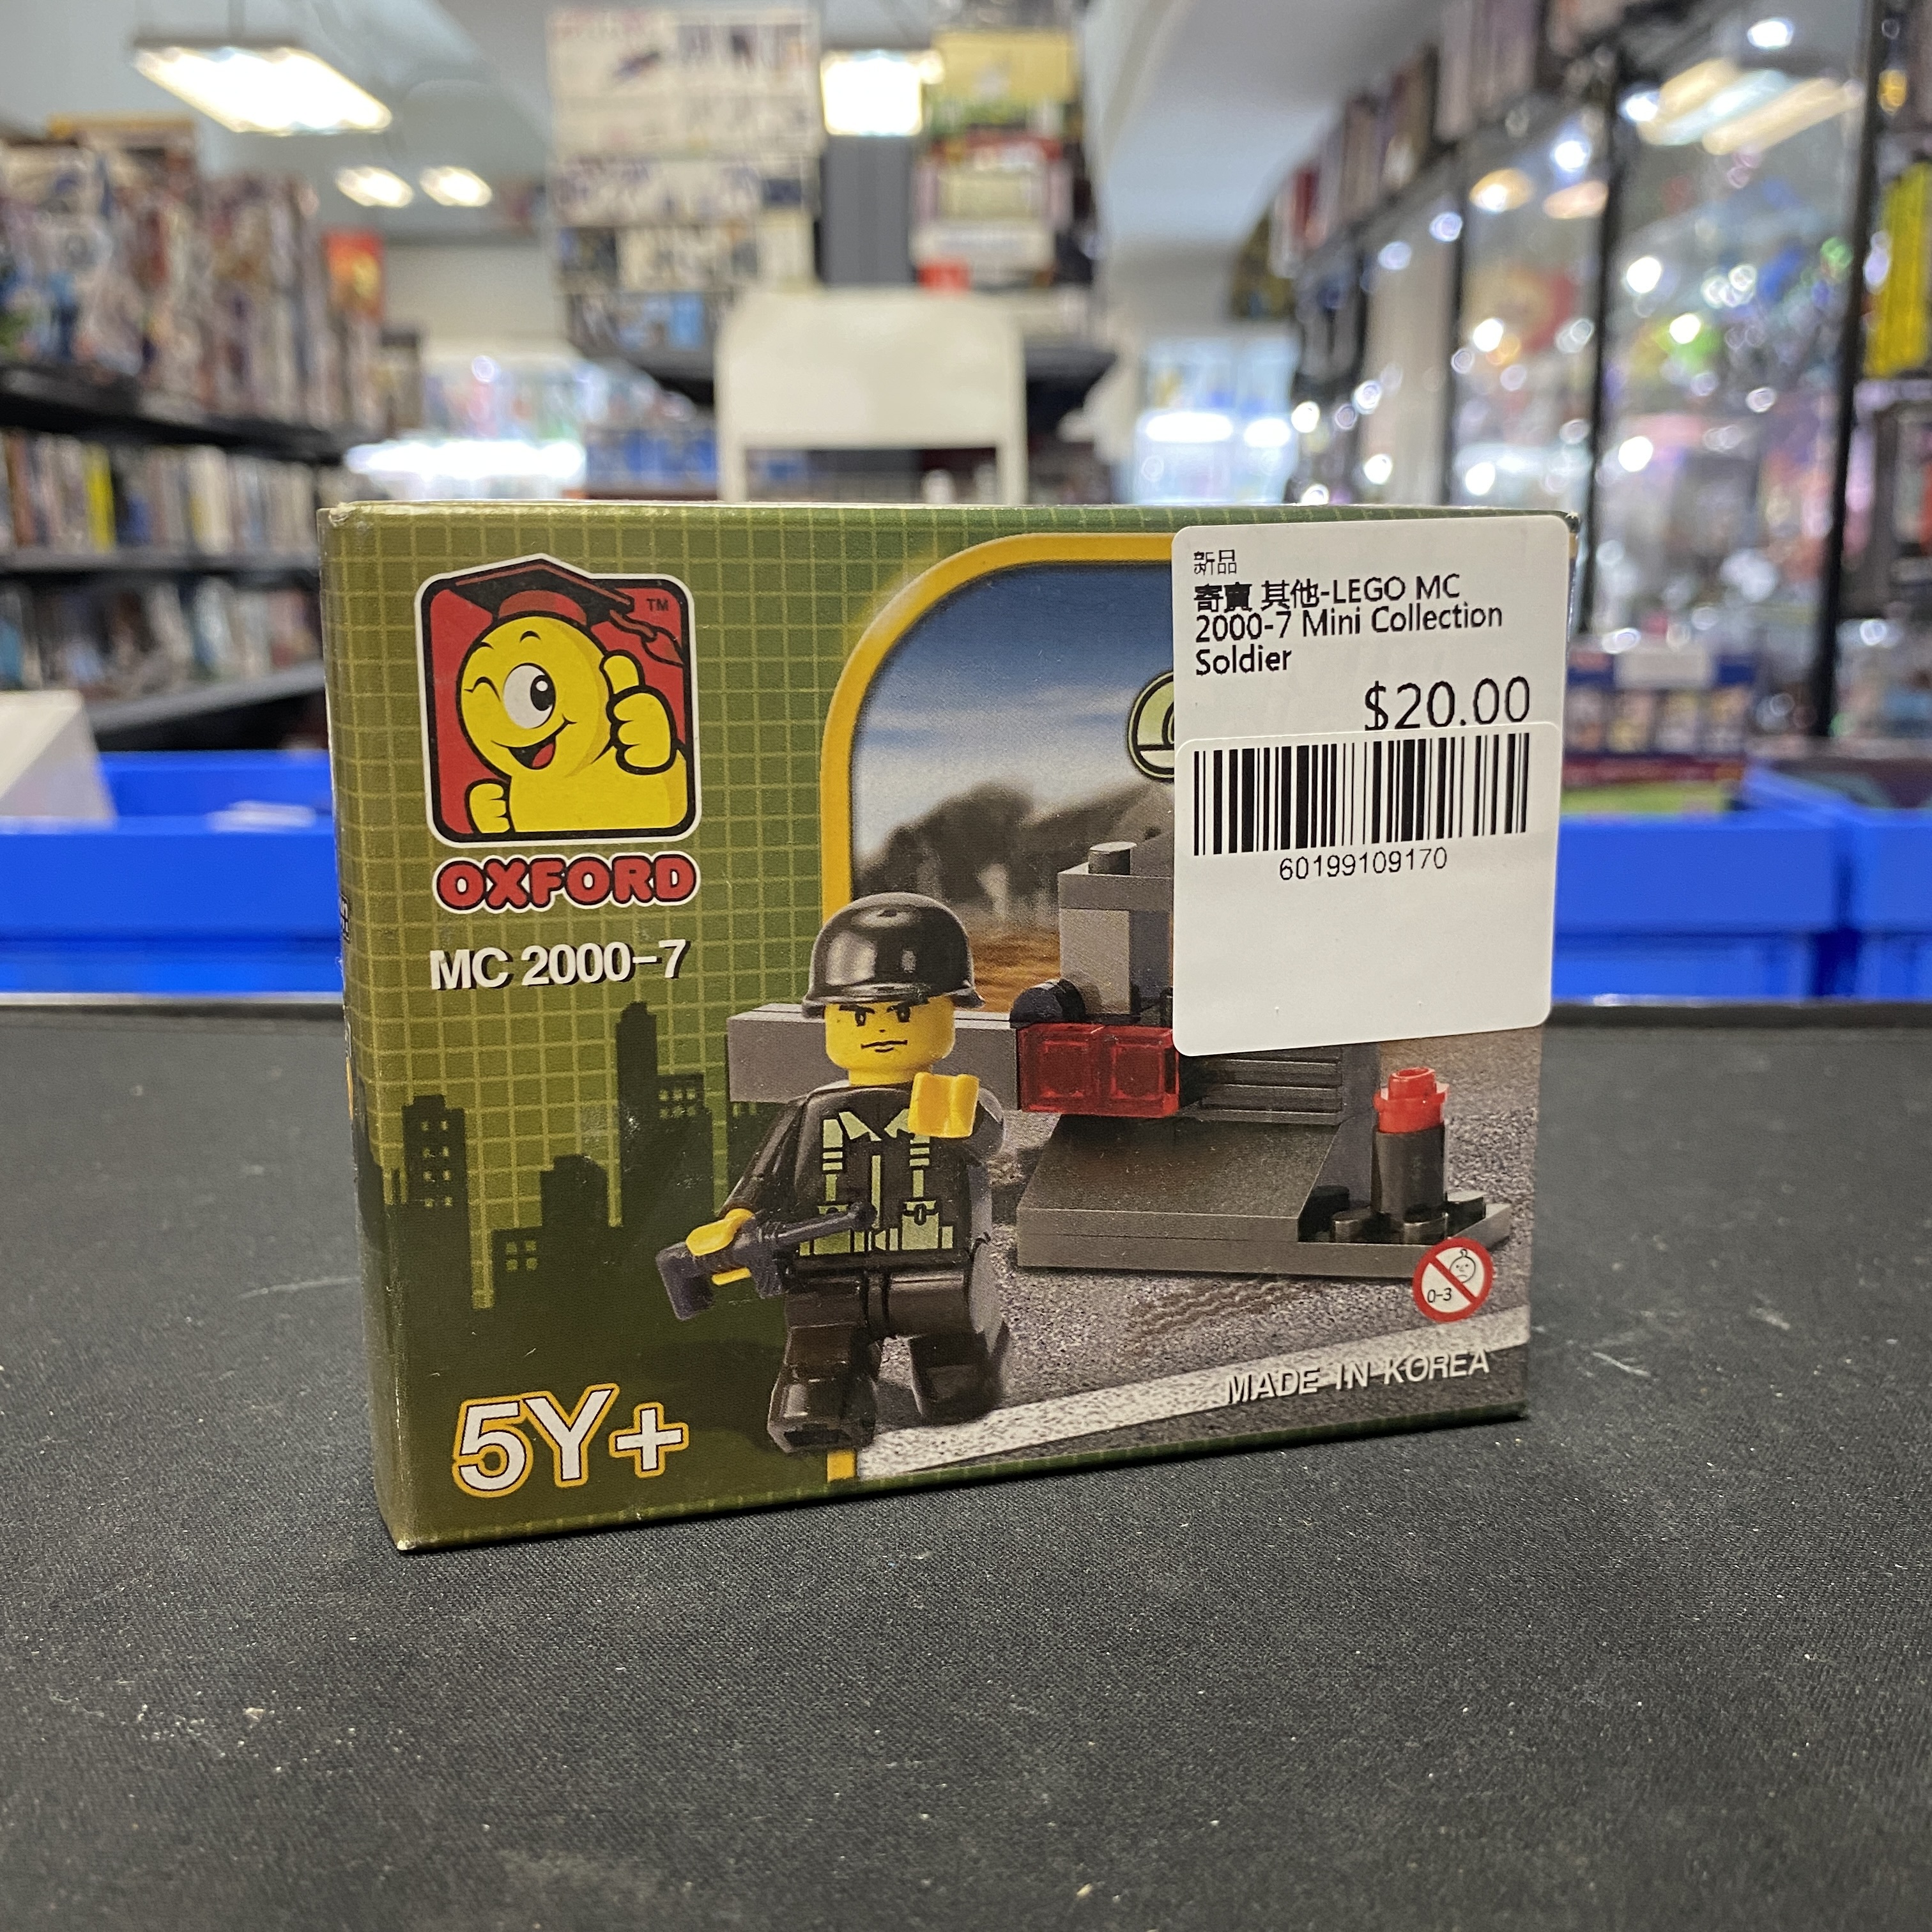 TM
OXFORD
MC 2000-7
5Y+
新品
寄賣 其他-LEGO MC
2000-7 Mini Collection
Soldier
$20.00
60199109170
0-3
MADE IN KOREA